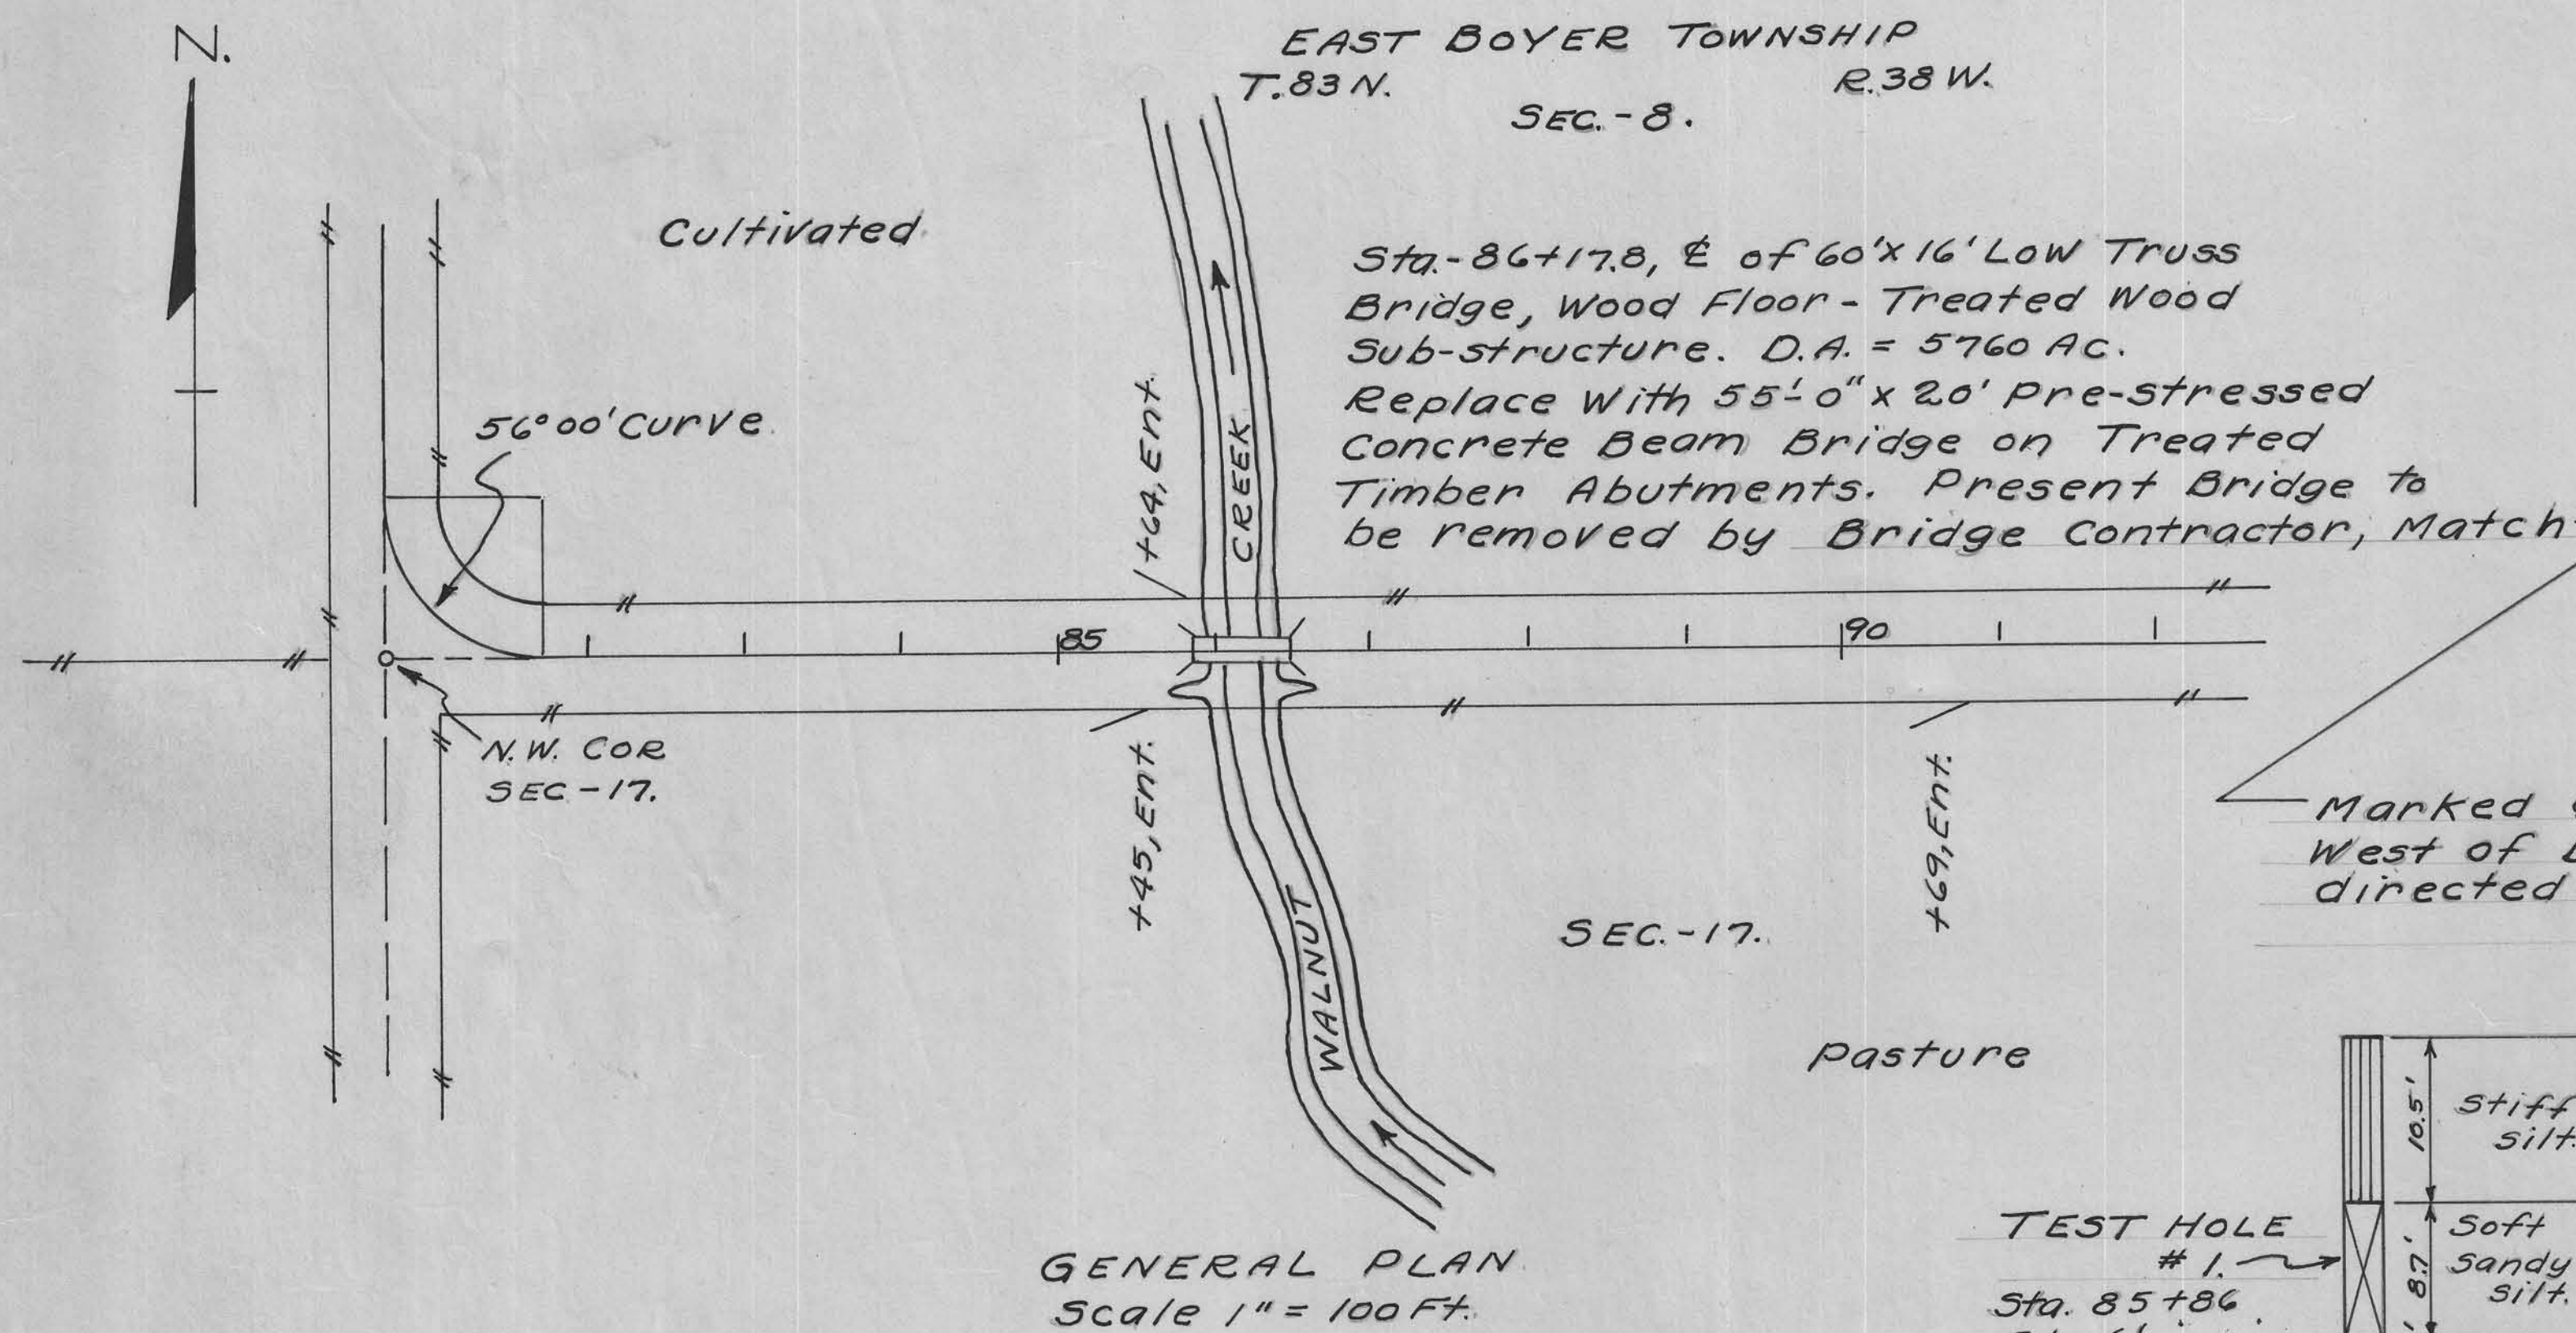 N.
EAST BOYER TOWNSHIP
T.83 N. R.38 W.
SEC.-8.
Cultivated
Sta.-86+17.8, ℄ of 60'x 16' Low Truss
Bridge, Wood Floor - Treated Wood
Sub-structure. D.A. = 5760 Ac.
Replace With 55'-0" x 20' Pre-stressed
Concrete Beam Bridge on Treated
Timber Abutments. Present Bridge to
be removed by Bridge Contractor, Match
56°00' Curve
+64, Ent.
CREEK
85
90
N.W. COR
SEC-17.
+45, Ent.
+69, Ent.
Marked
West of
directed
WALNUT
SEC.-17.
Pasture
10.5'
Stiff
silt.
TEST HOLE
# 1.
Sta. 85+86
8.7'
Soft
Sandy
silt.
GENERAL PLAN
Scale 1" = 100 Ft.